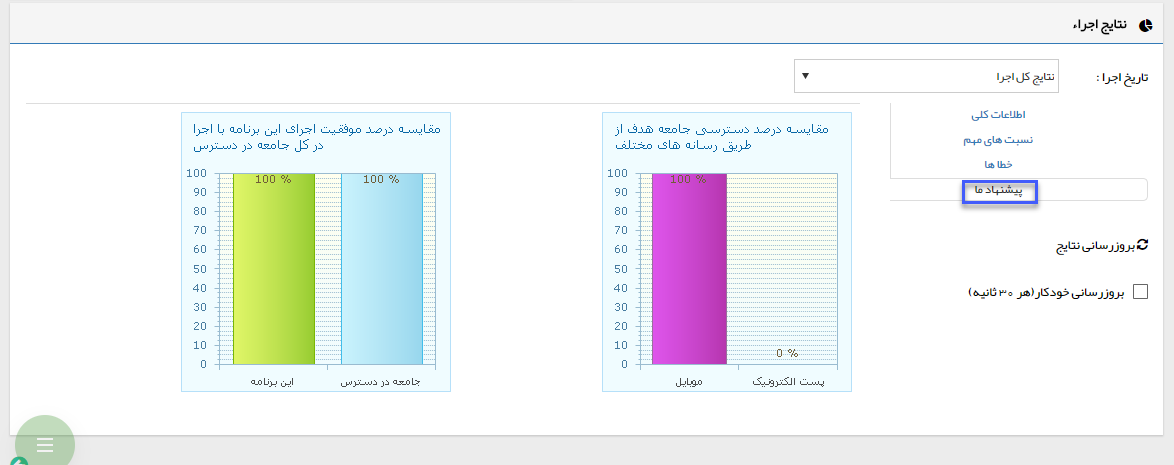 نتایج اجراء
تاریخ اجرا :
نتایج کل اجرا
اطلاعات کلی
نسبت های مهم
خطا ها
پیشنهاد ما
بروزرسانی نتایج
بروزرسانی خودکار(هر ۳۰ ثانیه)
مقایسه درصد دسترسی جامعه هدف از
طریق رسانه های مختلف
100
90
80
70
60
50
40
30
20
10
0
100 %
0 %
موبایل
پست الکترونیک
مقایسه درصد موفقیت اجرای این برنامه با اجرا
در کل جامعه در دسترس
100
90
80
70
60
50
40
30
20
10
0
100 %
100 %
این برنامه
جامعه در دسترس